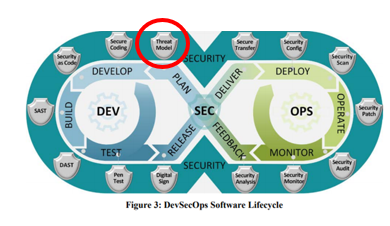 Secure
Coding
Threat
Model
Secure
Transfer
Security
Config
Security
as Code
SECURITY
Security
Scan
DEVELOP
PLAN
DELIVER
DEPLOY
SAST
BUILD
DEV
SEC
OPS
OPERATE
Security
Patch
TEST
RELEASE
FEEDBACK
MONITOR
DAST
SECURITY
Security
Audit
Pen
Test
Digital
Sign
Security
Analysis
Security
Monitor
Figure 3: DevSecOps Software Lifecycle